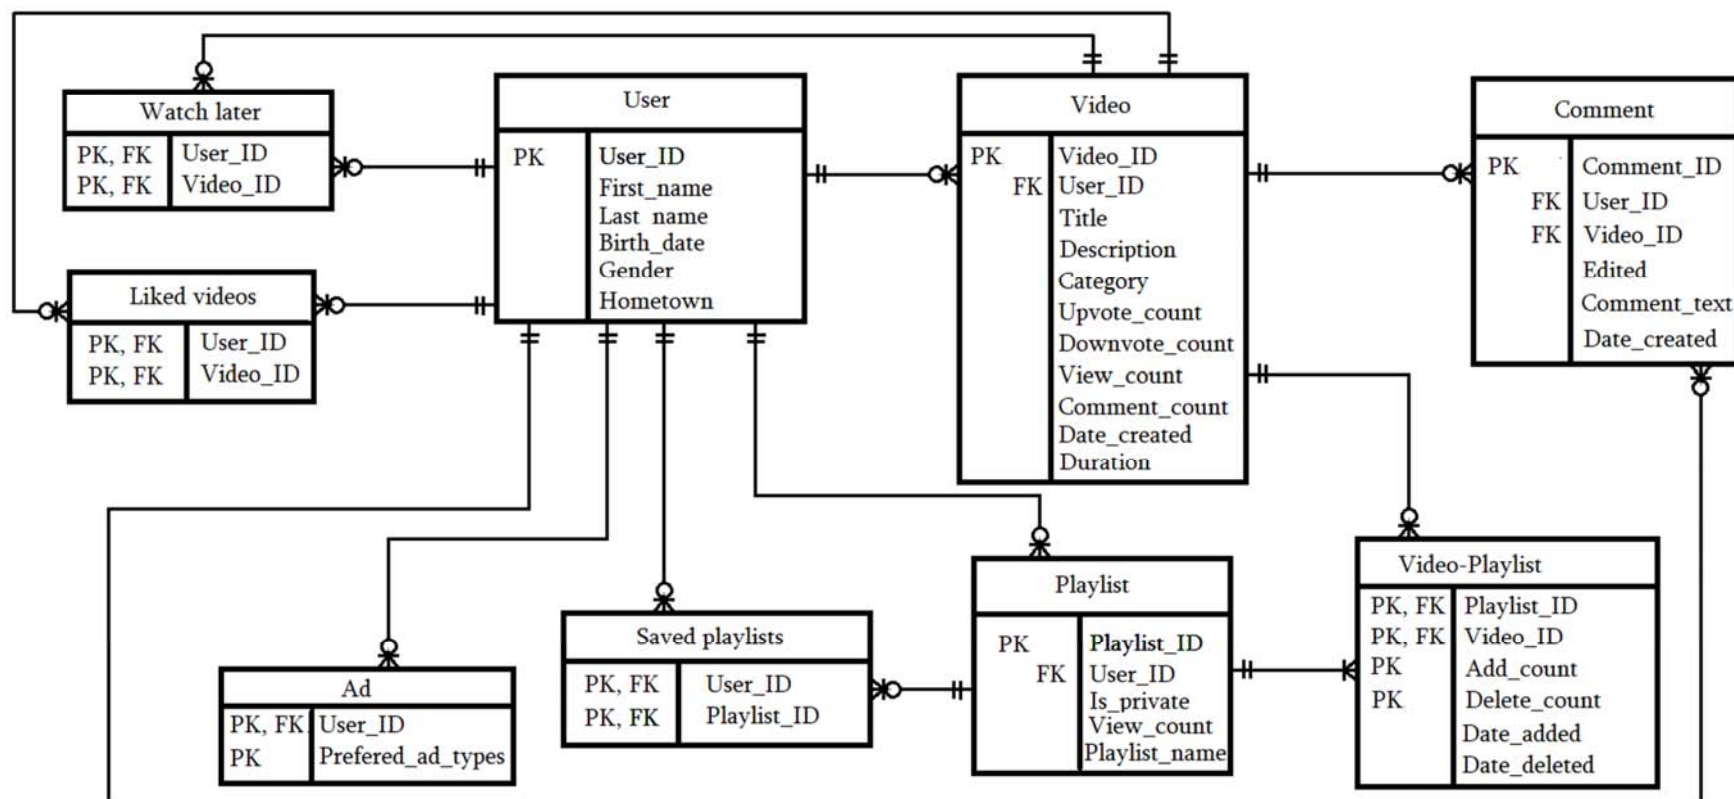 Watch later
PK, FK User_ID
PK, FK Video_ID
Liked videos
PK, FK User_ID
PK, FK Video_ID
User
PK User_ID
First_name
Last_name
Birth_date
Gender
Hometown
Video
PK Video_ID
FK User_ID
Title
Description
Category
Upvote_count
Downvote_count
View_count
Comment_count
Date_created
Duration
Comment
PK Comment_ID
FK User_ID
FK Video_ID
Edited
Comment_text
Date_created
Ad
PK, FK User_ID
PK Prefered_ad_types
Saved playlists
PK, FK User_ID
PK, FK Playlist_ID
Playlist
PK Playlist_ID
FK User_ID
Is_private
View_count
Playlist_name
Video-Playlist
PK, FK Playlist_ID
PK, FK Video_ID
PK Add_count
PK Delete_count
Date_added
Date_deleted